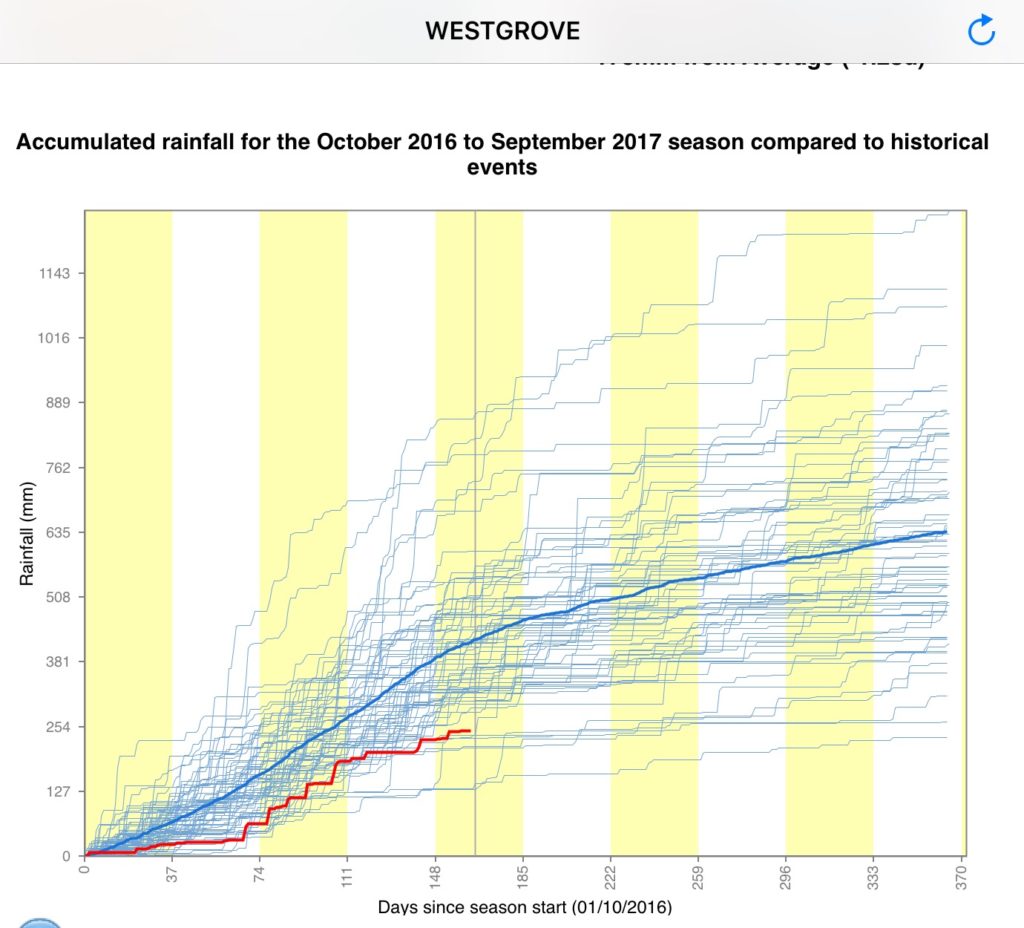 WESTGROVE
Accumulated rainfall for the October 2016 to September 2017 season compared to historical
events
Rainfall (mm)
1143
1016
889
762
635
508
381
254
127
0
0 37 74 111 148 185 222 259 296 333 370
Days since season start (01/10/2016)